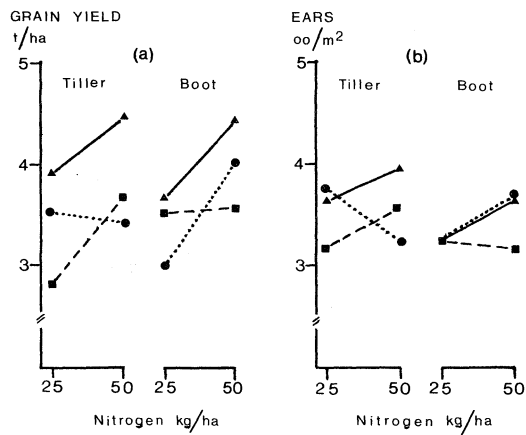 GRAIN YIELD
t/ha
(a)
5
Tiller Boot
4
3
25 50 25 50
Nitrogen kg/ha
EARS
oo/m²
(b)
5
Tiller Boot
4
3
25 50 25 50
Nitrogen kg/ha